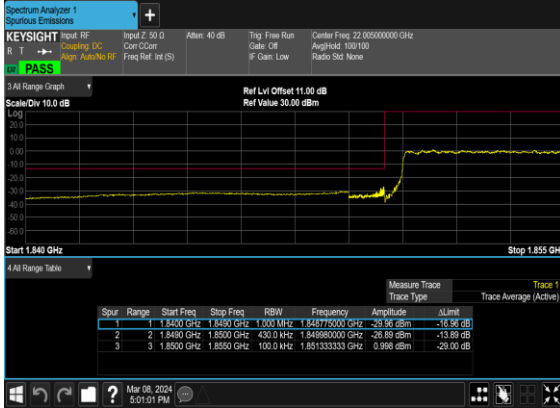 Spectrum Analyzer 1
Spurious Emissions
+
KEYSIGHT Input: RF Input Z: 50 Ω Atten: 40 dB Trig: Free Run Center Freq: 22.005000000 GHz
R T Coupling: DC Corr CCorr Gate: Off Avg|Hold: 100/100
Align: Auto/No RF Freq Ref: Int (S) IF Gain: Low Radio Std: None
PASS
3 All Range Graph
Ref Lvl Offset 11.00 dB
Scale/Div 10.0 dB Ref Value 30.00 dBm
Log
20.0
10.0
0.00
-10.0
-20.0
-30.0
-40.0
-50.0
-60.0
Start 1.840 GHz Stop 1.855 GH
4 All Range Table
Measure Trace Trace 1
Trace Type Trace Average (Active)
Spur Range Start Freq Stop Freq RBW Frequency Amplitude ΔLimit
1 1 1.8400 GHz 1.8490 GHz 1.000 MHz 1.848775000 GHz -29.96 dBm -16.96 dB
2 2 1.8490 GHz 1.8500 GHz 430.0 kHz 1.849980000 GHz -26.89 dBm -13.89 dB
3 3 1.8500 GHz 1.8550 GHz 100.0 kHz 1.851333333 GHz 0.998 dBm -29.00 dB
? Mar 08, 2024
5:01:01 PM